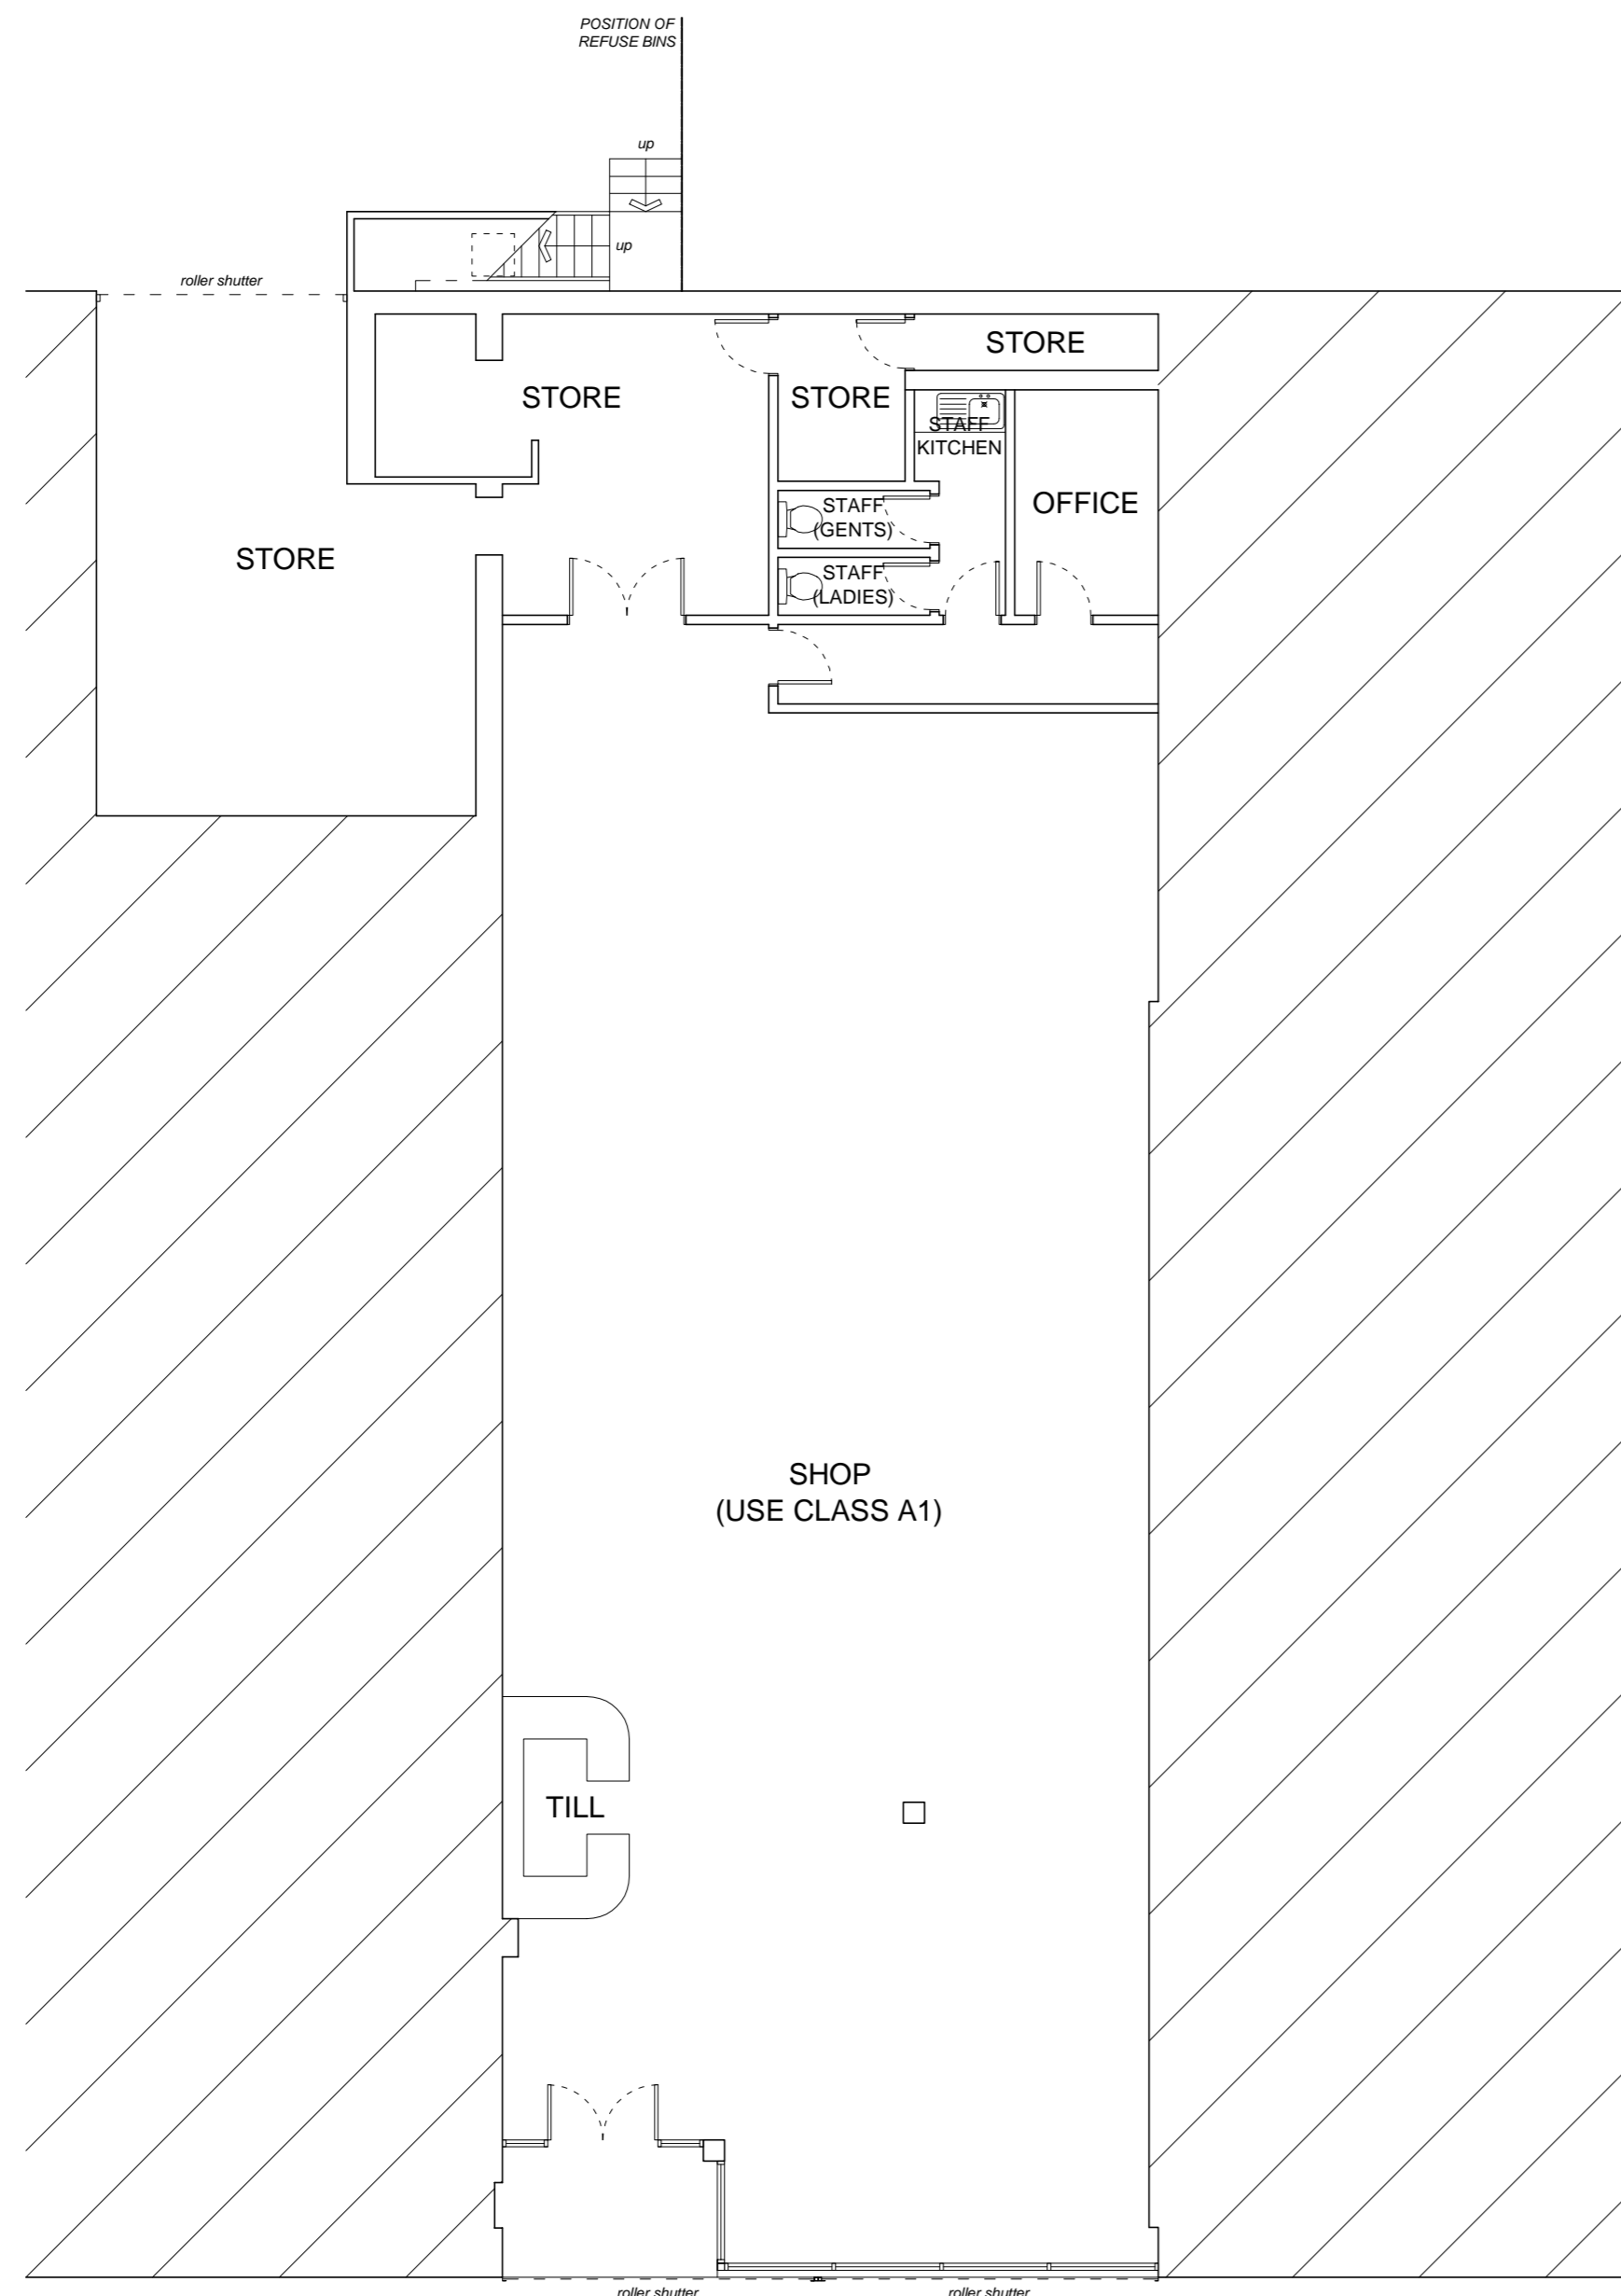 POSITION OF
REFUSE BINS
up
up
roller shutter
STORE
STORE
STORE
STAFF
KITCHEN
OFFICE
STAFF
(GENTS)
STORE
STAFF
(LADIES)
SHOP
(USE CLASS A1)
TILL
roller shutter
roller shutter